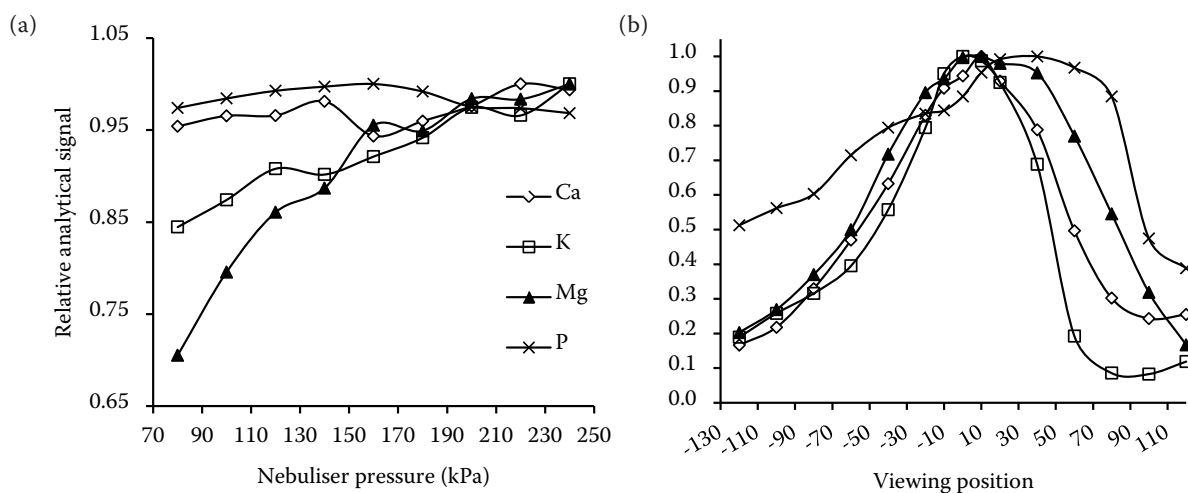 (a)
1.05
0.95
0.85
0.75
0.65
Relative analytical signal
70 90 110 130 150 170 190 210 230 250
Nebuliser pressure (kPa)
Ca
K
Mg
P
(b)
1.0
0.9
0.8
0.7
0.6
0.5
0.4
0.3
0.2
0.1
0.0
-130 -110 -90 -70 -50 -30 -10 10 30 50 70 90 110
Viewing position